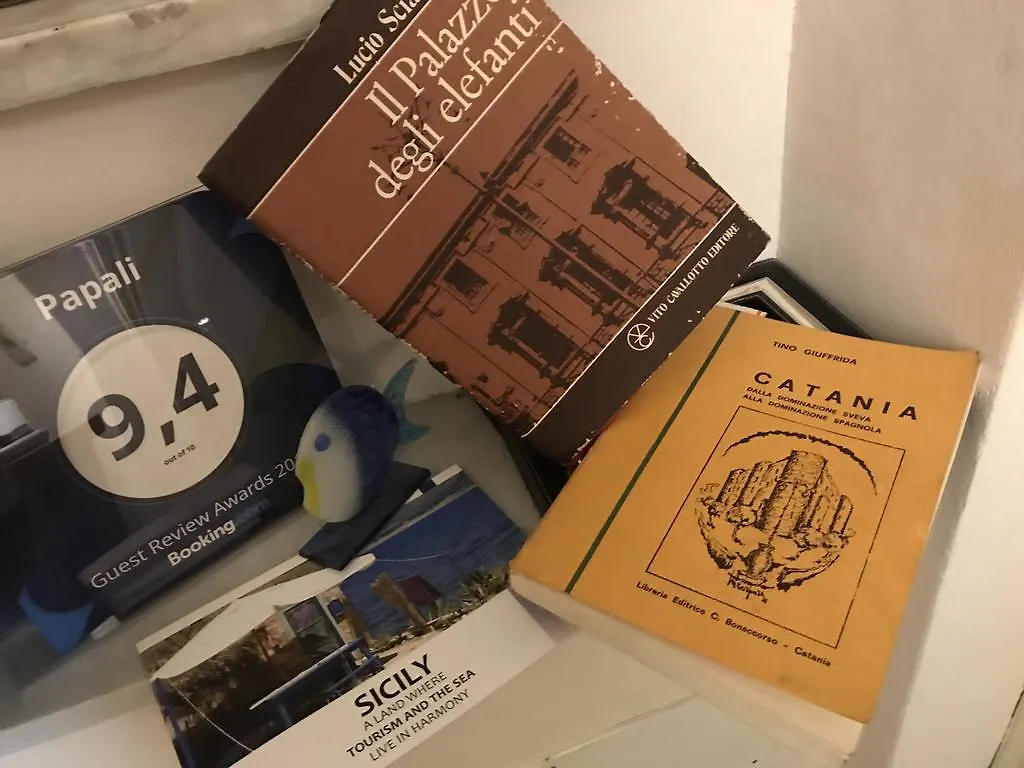 Il Palazzo
degli elefanti
Lucio
VITO CAVALLOTTO EDITORE
Papali
9,4
out of 10
Guest Review Awards
Booking.com
TINO GIUFFRIDA
CATANIA
DALLA DOMINAZIONE SVEVA
ALLA DOMINAZIONE SPAGNOLA
Libreria Editrice C. Bonaccorso - Catania
SICILY
A LAND WHERE
TOURISM AND THE SEA
LIVE IN HARMONY